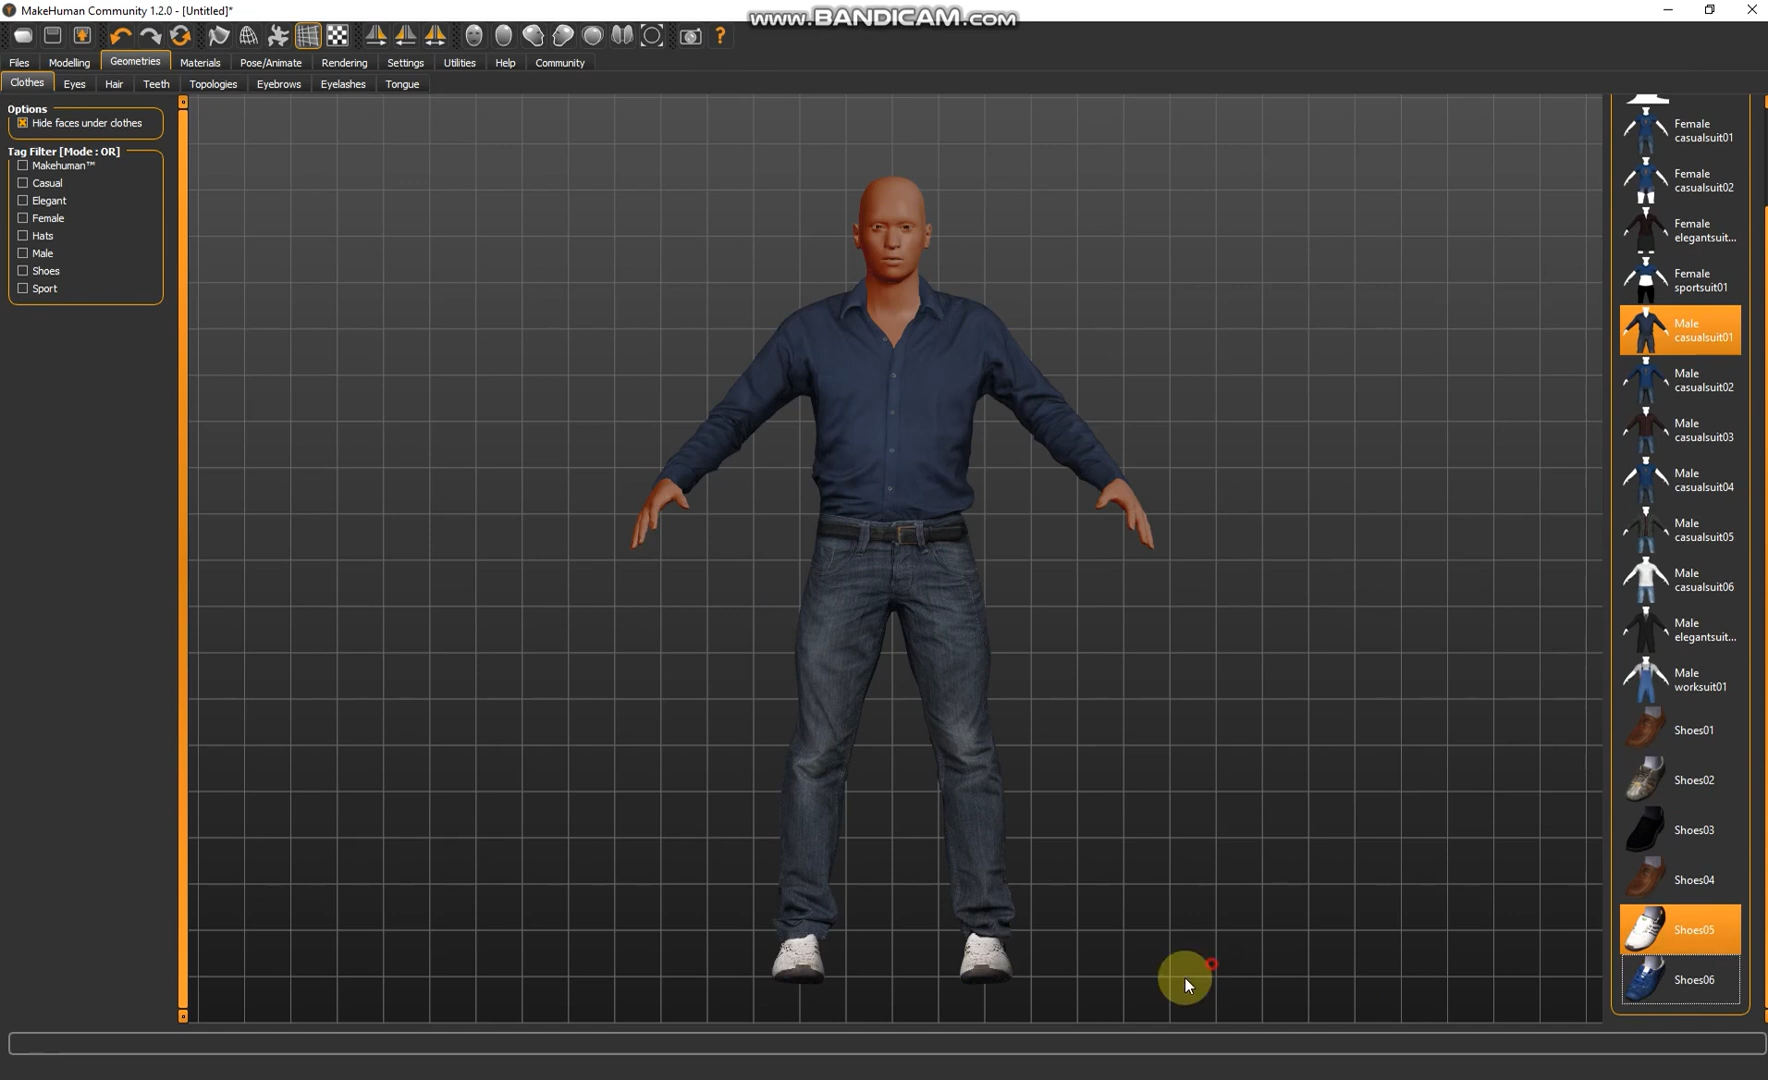 MakeHuman Community 1.2.0 - [Untitled]*
www.BANDICAM.com
Files Modelling Geometries Materials Pose/Animate Rendering Settings Utilities Help Community
Clothes Eyes Hair Teeth Topologies Eyebrows Eyelashes Tongue
Options
Hide faces under clothes
Tag Filter [Mode : OR]
Makehuman™
Casual
Elegant
Female
Hats
Male
Shoes
Sport
Female
casualsuit01
Female
casualsuit02
Female
elegantsuit...
Female
sportsuit01
Male
casualsuit01
Male
casualsuit02
Male
casualsuit03
Male
casualsuit04
Male
casualsuit05
Male
casualsuit06
Male
elegantsuit...
Male
worksuit01
Shoes01
Shoes02
Shoes03
Shoes04
Shoes05
Shoes06